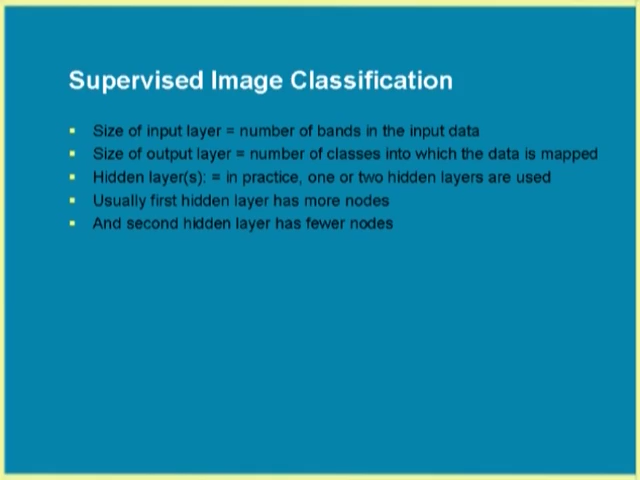 Supervised Image Classification
Size of input layer = number of bands in the input data
Size of output layer = number of classes into which the data is mapped
Hidden layer(s): = in practice, one or two hidden layers are used
Usually first hidden layer has more nodes
And second hidden layer has fewer nodes